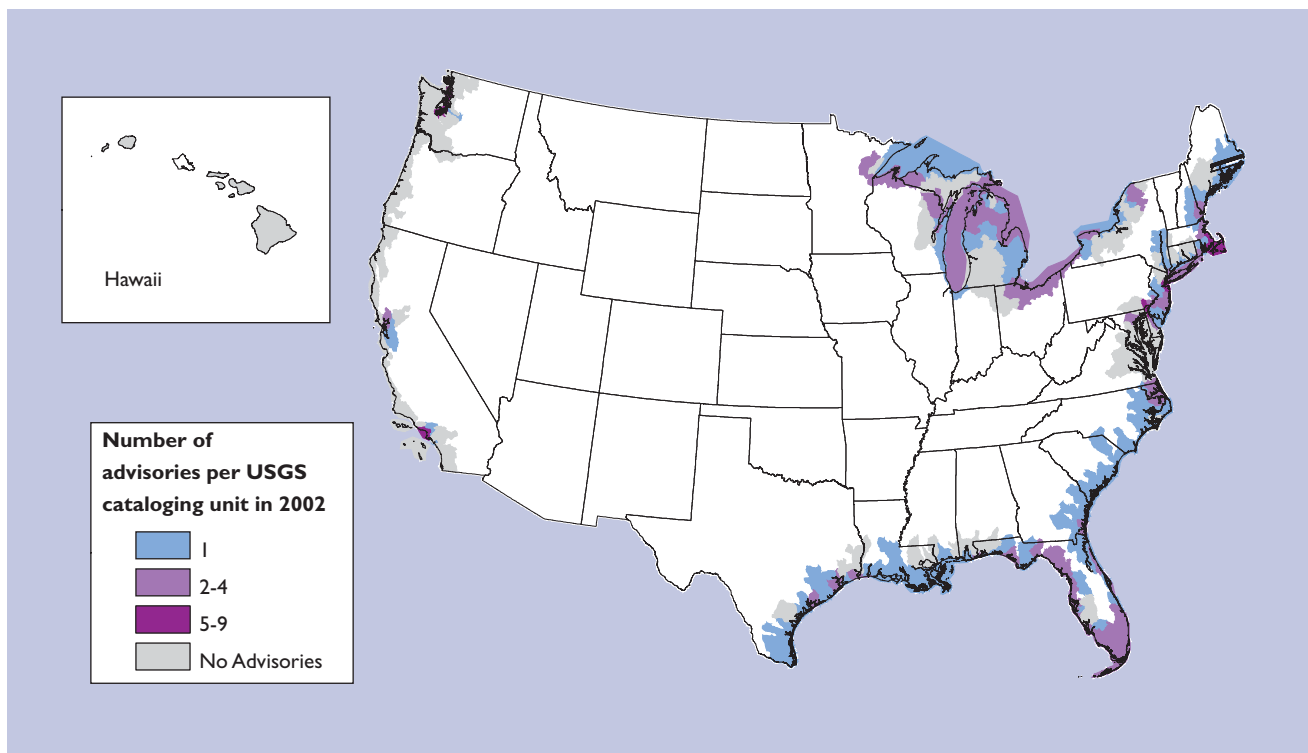 Hawaii
Number of
advisories per USGS
cataloging unit in 2002
1
2-4
5-9
No Advisories